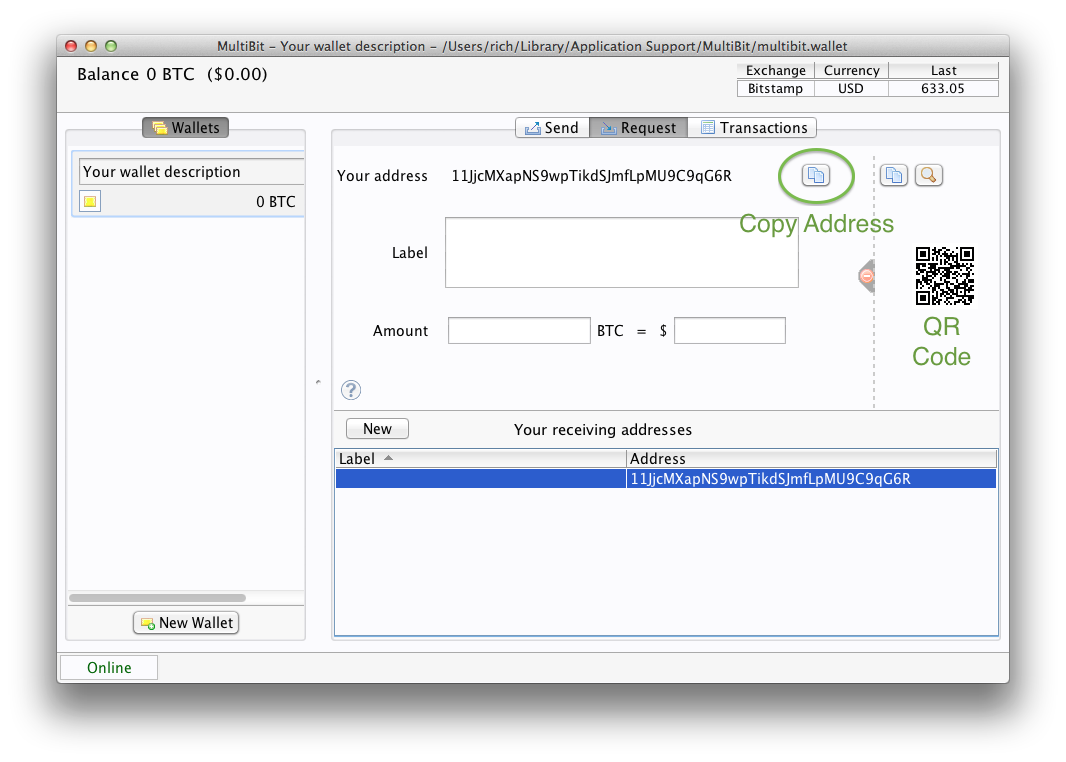 MultiBit - Your wallet description - /Users/rich/Library/Application Support/MultiBit/multibit.wallet
Balance 0 BTC ($0.00)
Exchange Currency Last
Bitstamp USD 633.05
Wallets
Send Request Transactions
Your wallet description
0 BTC
Your address 11JjcMXapNS9wpTikdSJmfLpMU9C9qG6R
Copy Address
Label
QR
Code
Amount BTC = $
?
New Your receiving addresses
Label Address
11JjcMXapNS9wpTikdSJmfLpMU9C9qG6R
New Wallet
Online